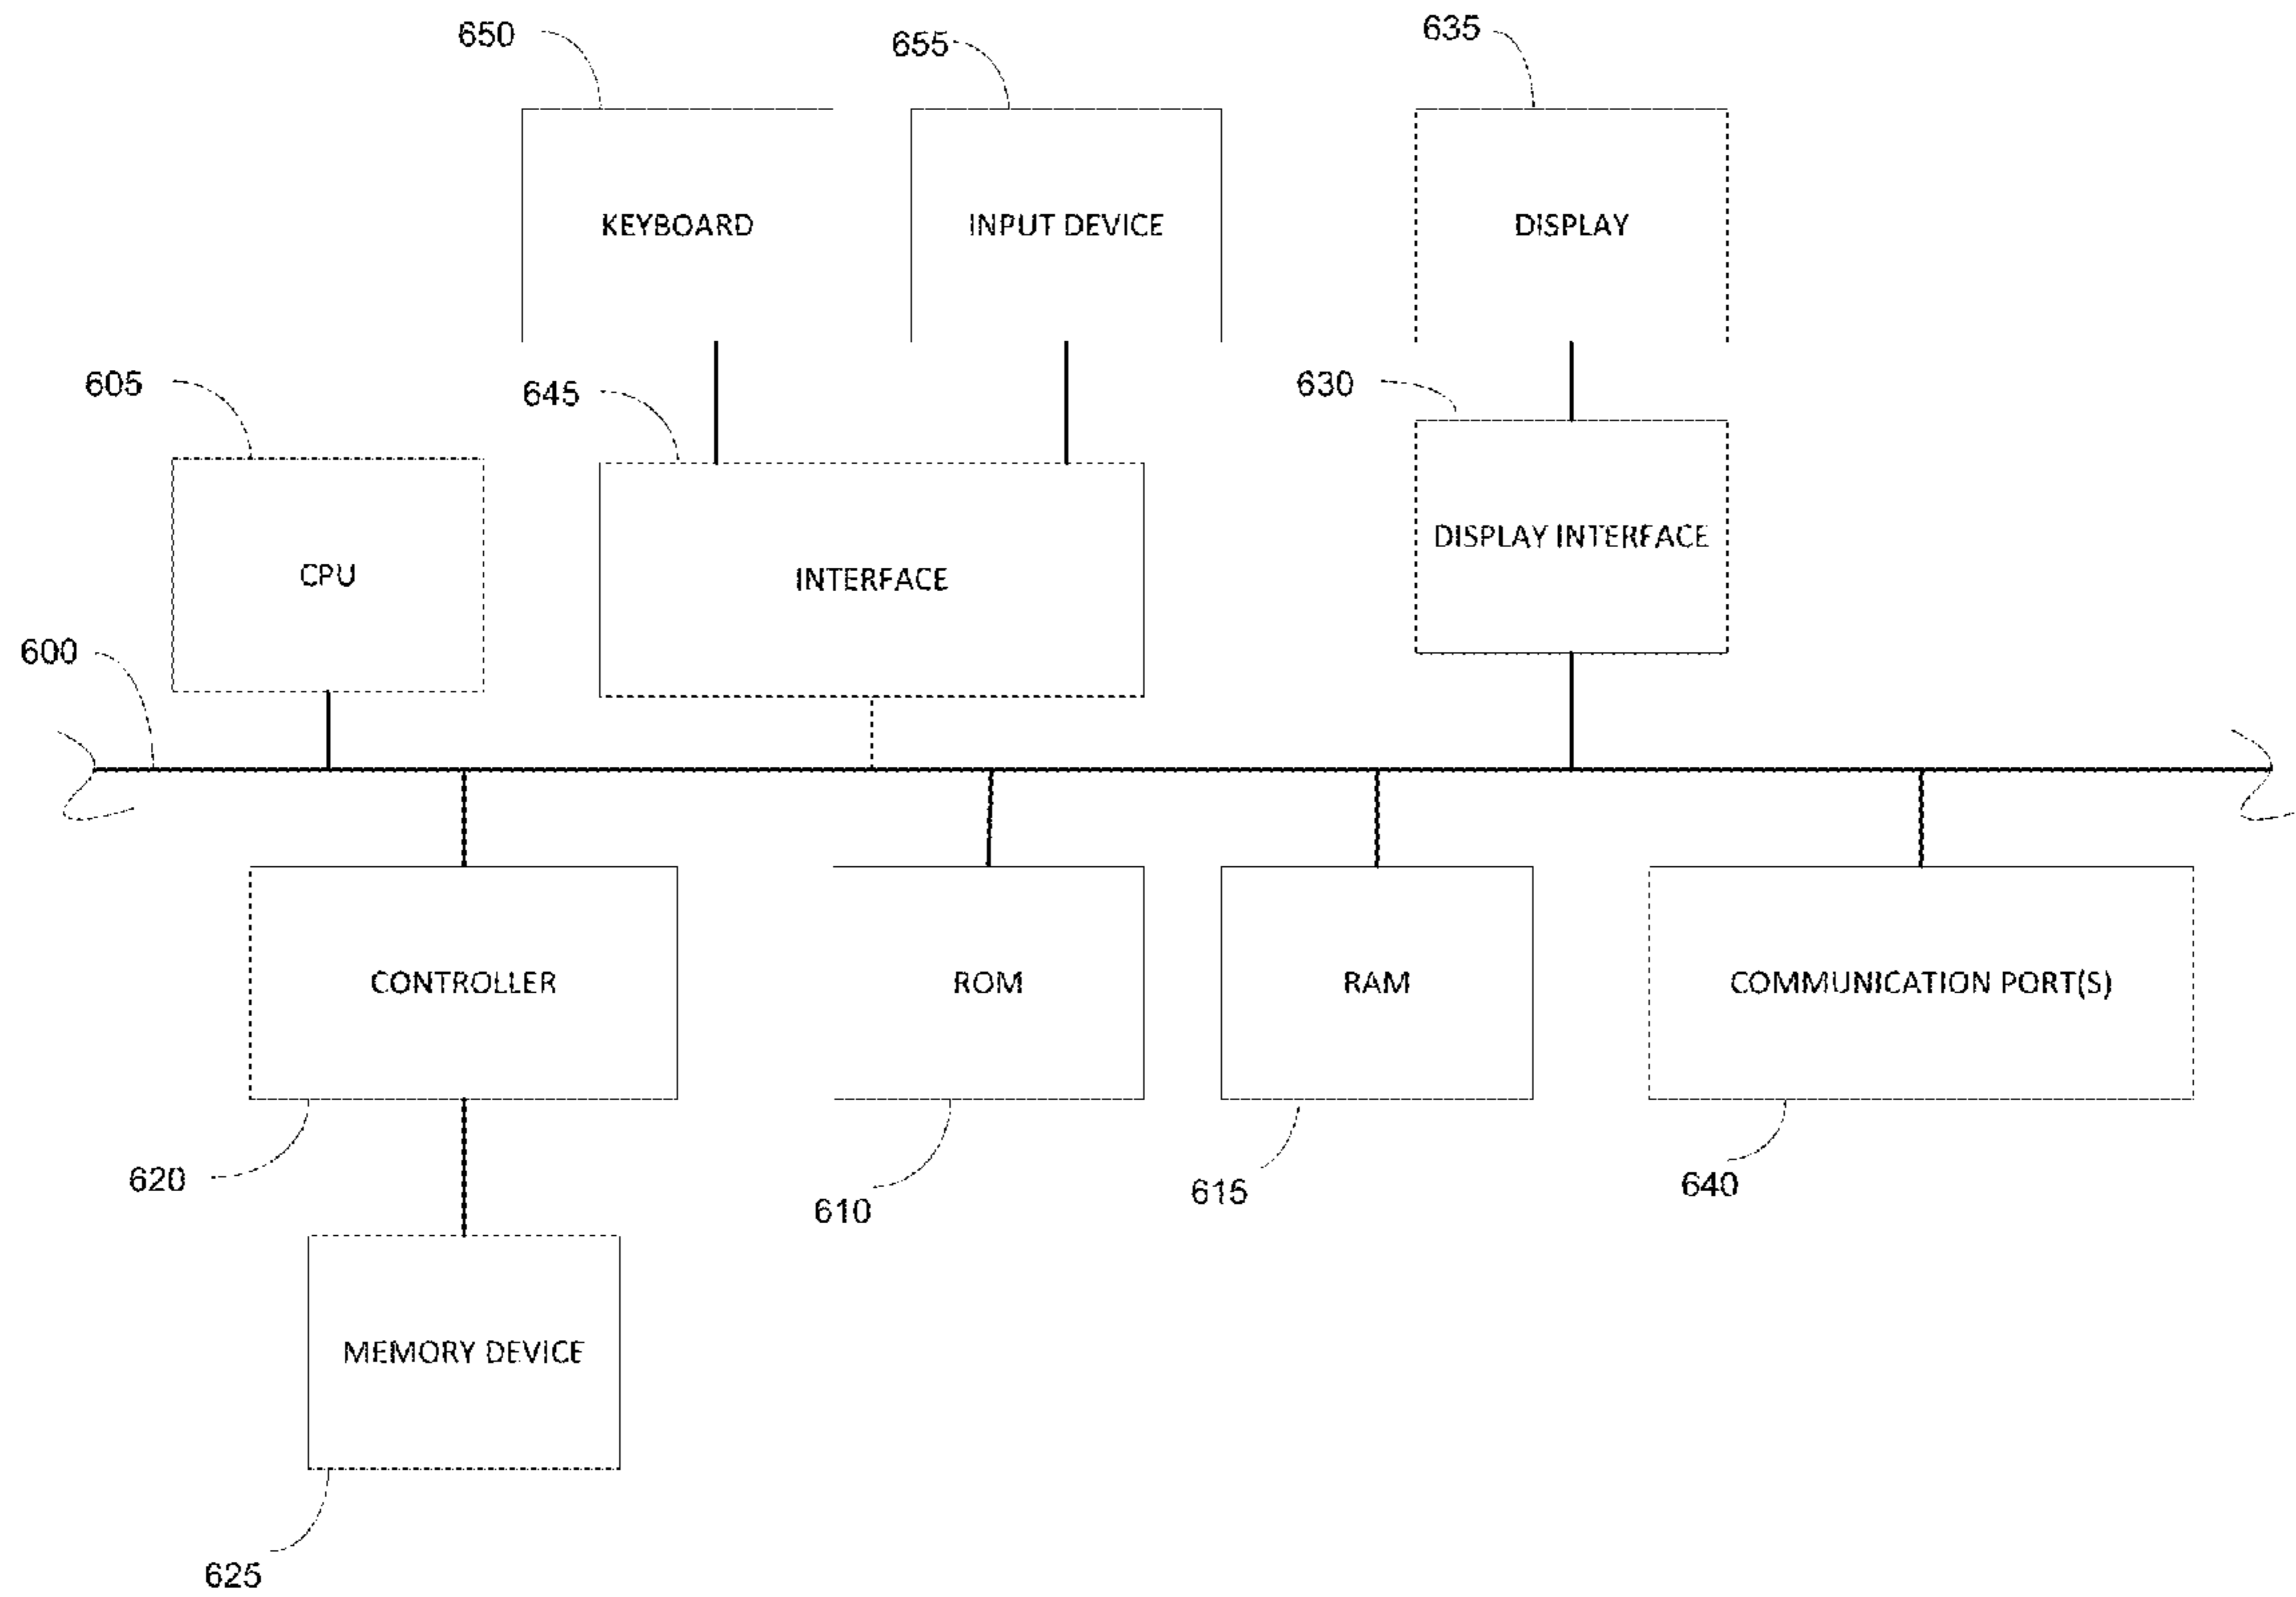 650
655
635
KEYBOARD
INPUT DEVICE
DISPLAY
605
645
630
CPU
INTERFACE
DISPLAY INTERFACE
600
CONTROLLER
ROM
RAM
COMMUNICATION PORT(S)
620
610
615
640
MEMORY DEVICE
625